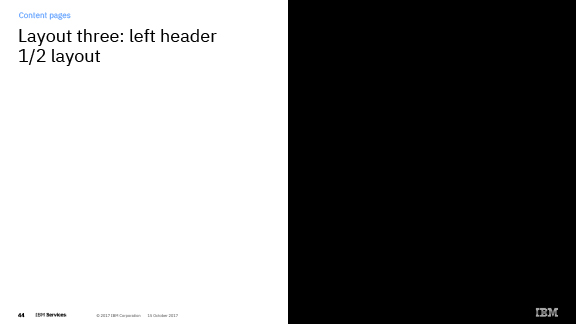 Content pages
Layout three: left header
1/2 layout
44 IBM Services © 2017 IBM Corporation 16 October 2017
IBM